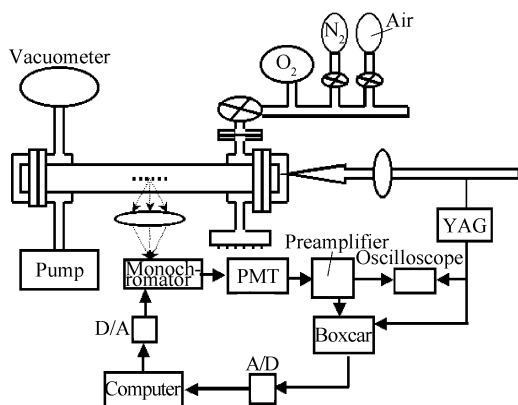 Air
N₂
Vacuometer
O₂
YAG
Preamplifier
Pump
Monoch-
romator
PMT
Oscilloscope
D/A
Boxcar
A/D
Computer